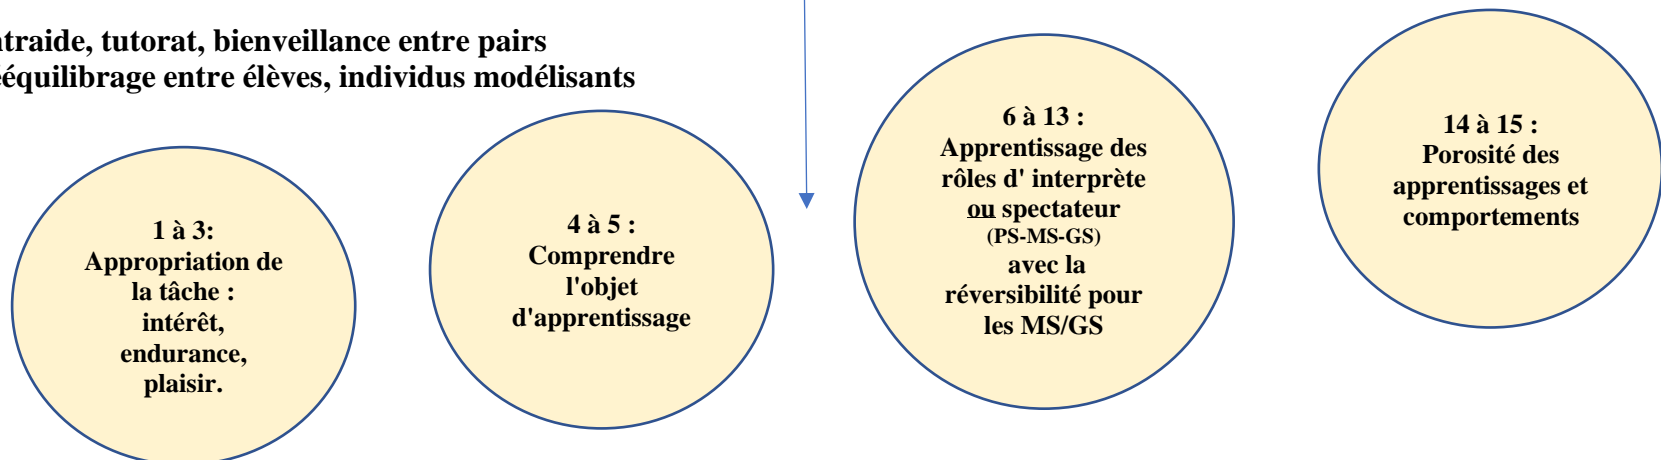 ntraide, tutorat, bienveillance entre pairs
ééquilibrage entre élèves, individus modélisants
1 à 3:
Appropriation de
la tâche :
intérêt,
endurance,
plaisir.
4 à 5 :
Comprendre
l'objet
d'apprentissage
6 à 13 :
Apprentissage des
rôles d' interprète
ou spectateur
(PS-MS-GS)
avec la
réversibilité pour
les MS/GS
14 à 15 :
Porosité des
apprentissages et
comportements